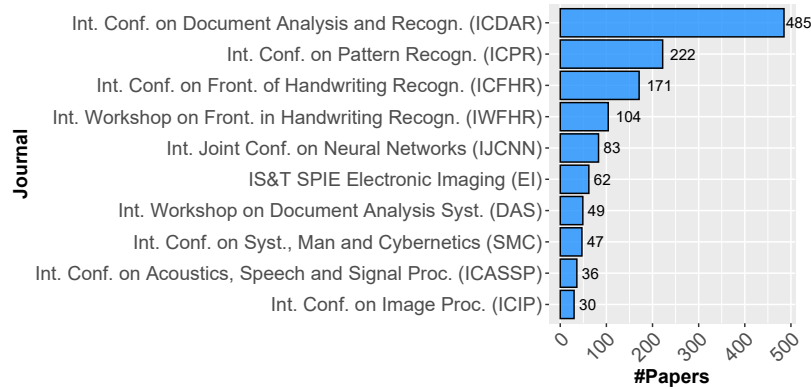 Int. Conf. on Document Analysis and Recogn. (ICDAR) 485
Int. Conf. on Pattern Recogn. (ICPR) 222
Int. Conf. on Front. of Handwriting Recogn. (ICFHR) 171
Int. Workshop on Front. in Handwriting Recogn. (IWFHR) 104
Int. Joint Conf. on Neural Networks (IJCNN) 83
IS&T SPIE Electronic Imaging (EI) 62
Int. Workshop on Document Analysis Syst. (DAS) 49
Int. Conf. on Syst., Man and Cybernetics (SMC) 47
Int. Conf. on Acoustics, Speech and Signal Proc. (ICASSP) 36
Int. Conf. on Image Proc. (ICIP) 30
Journal
0 100 200 300 400 500
#Papers